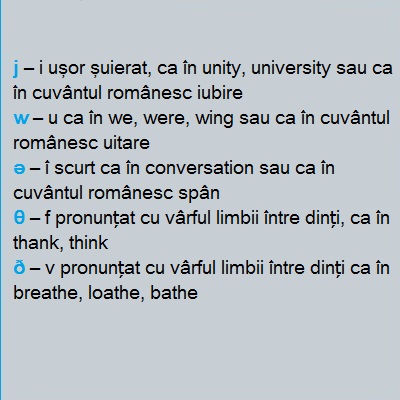 j – i ușor șuierat, ca în unity, university sau ca
în cuvântul românesc iubire
w – u ca în we, were, wing sau ca în cuvântul
românesc uitare
ə – î scurt ca în conversation sau ca în
cuvântul românesc spân
θ – f pronunțat cu vârful limbii între dinți, ca în
thank, think
ð – v pronunțat cu vârful limbii între dinți ca în
breathe, loathe, bathe